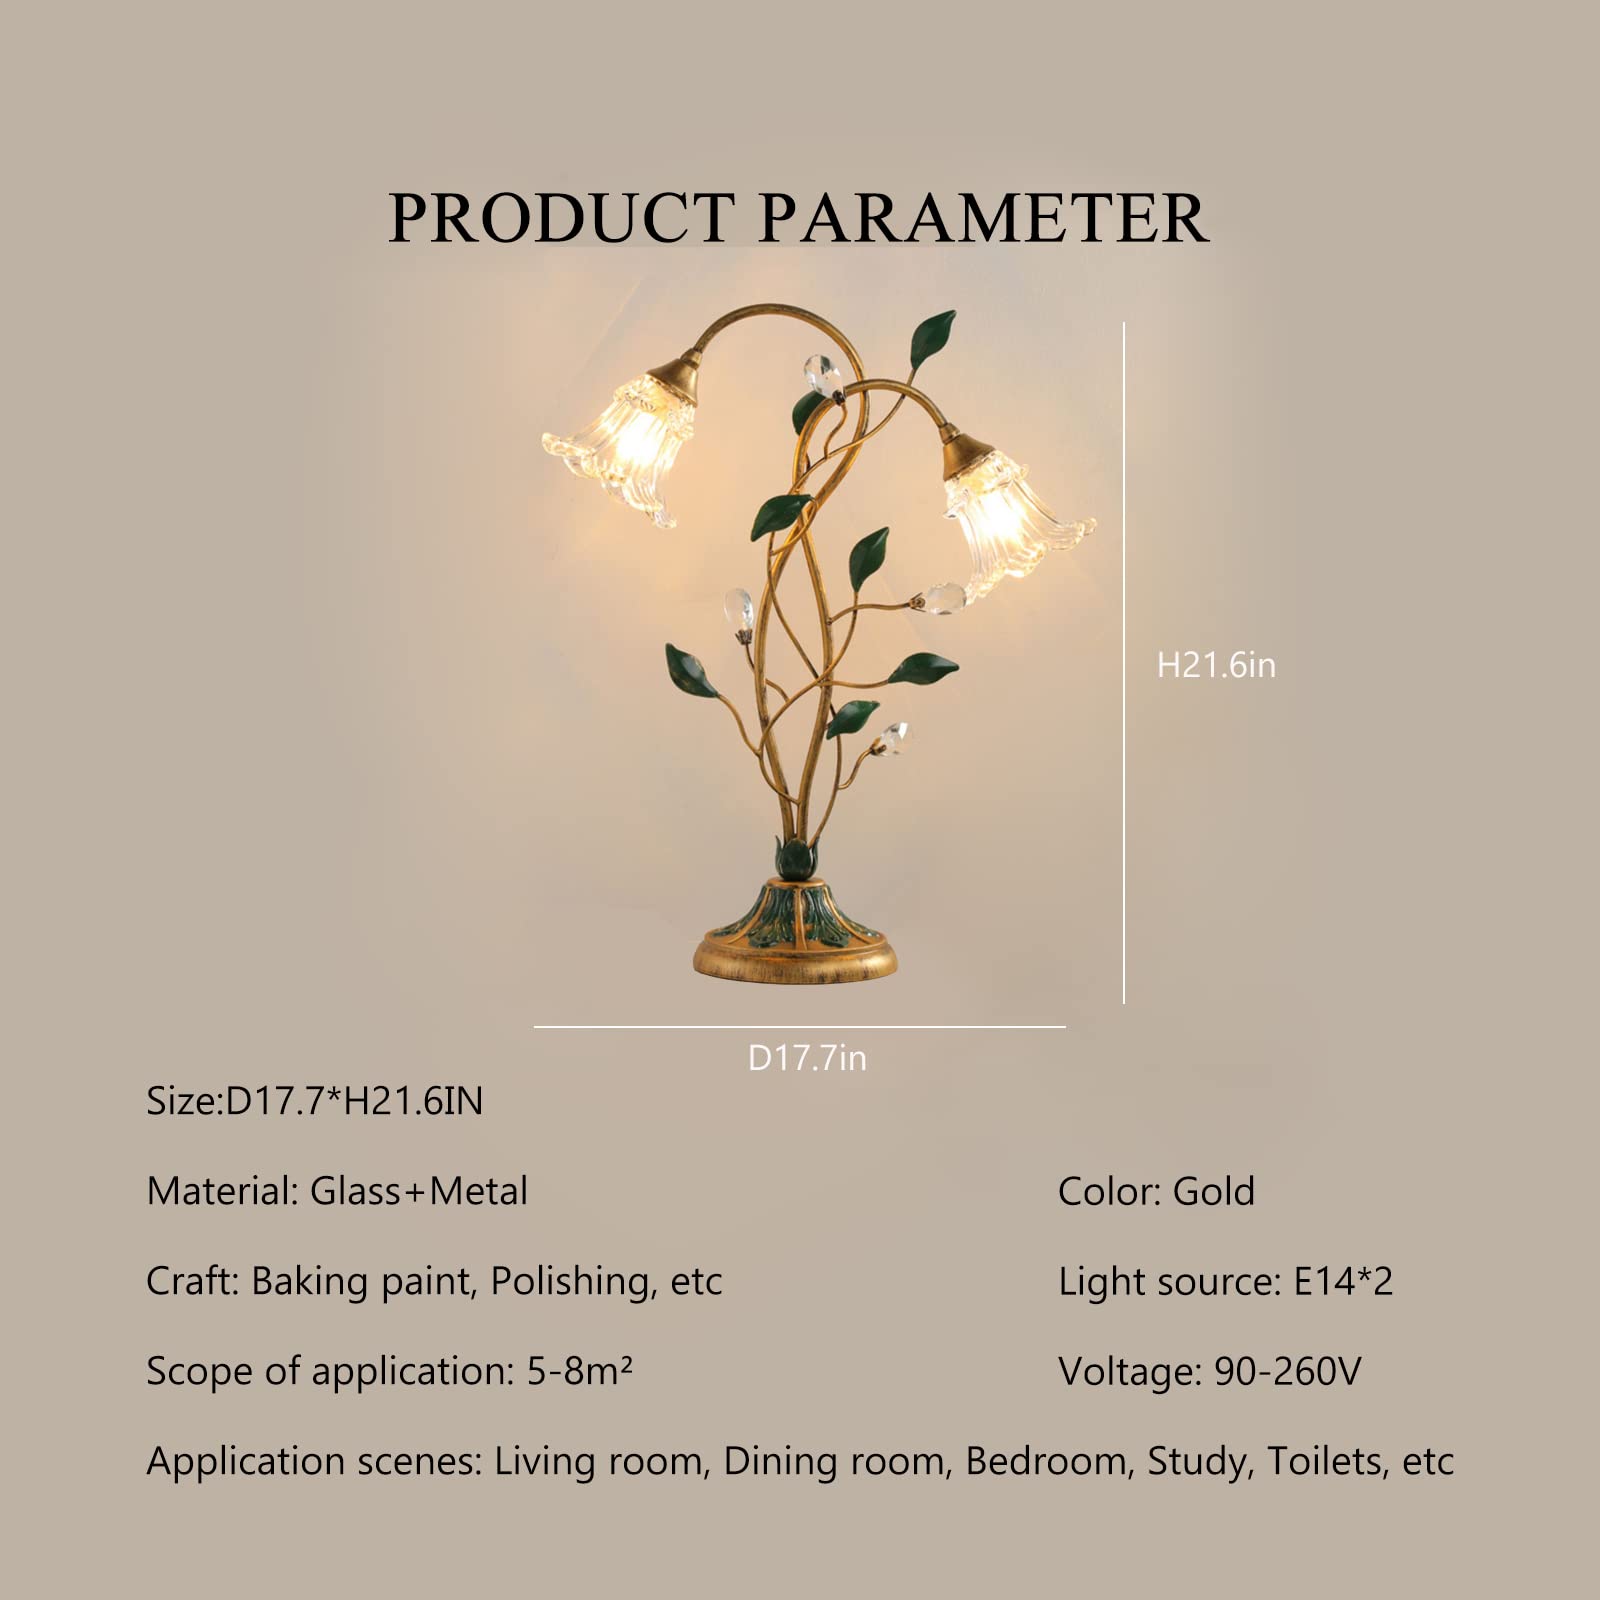 PRODUCT PARAMETER
H21.6in
D17.7in
Size:D17.7*H21.6IN
Material: Glass+Metal
Color: Gold
Craft: Baking paint, Polishing, etc
Light source: E14*2
Scope of application: 5-8m²
Voltage: 90-260V
Application scenes: Living room, Dining room, Bedroom, Study, Toilets, etc